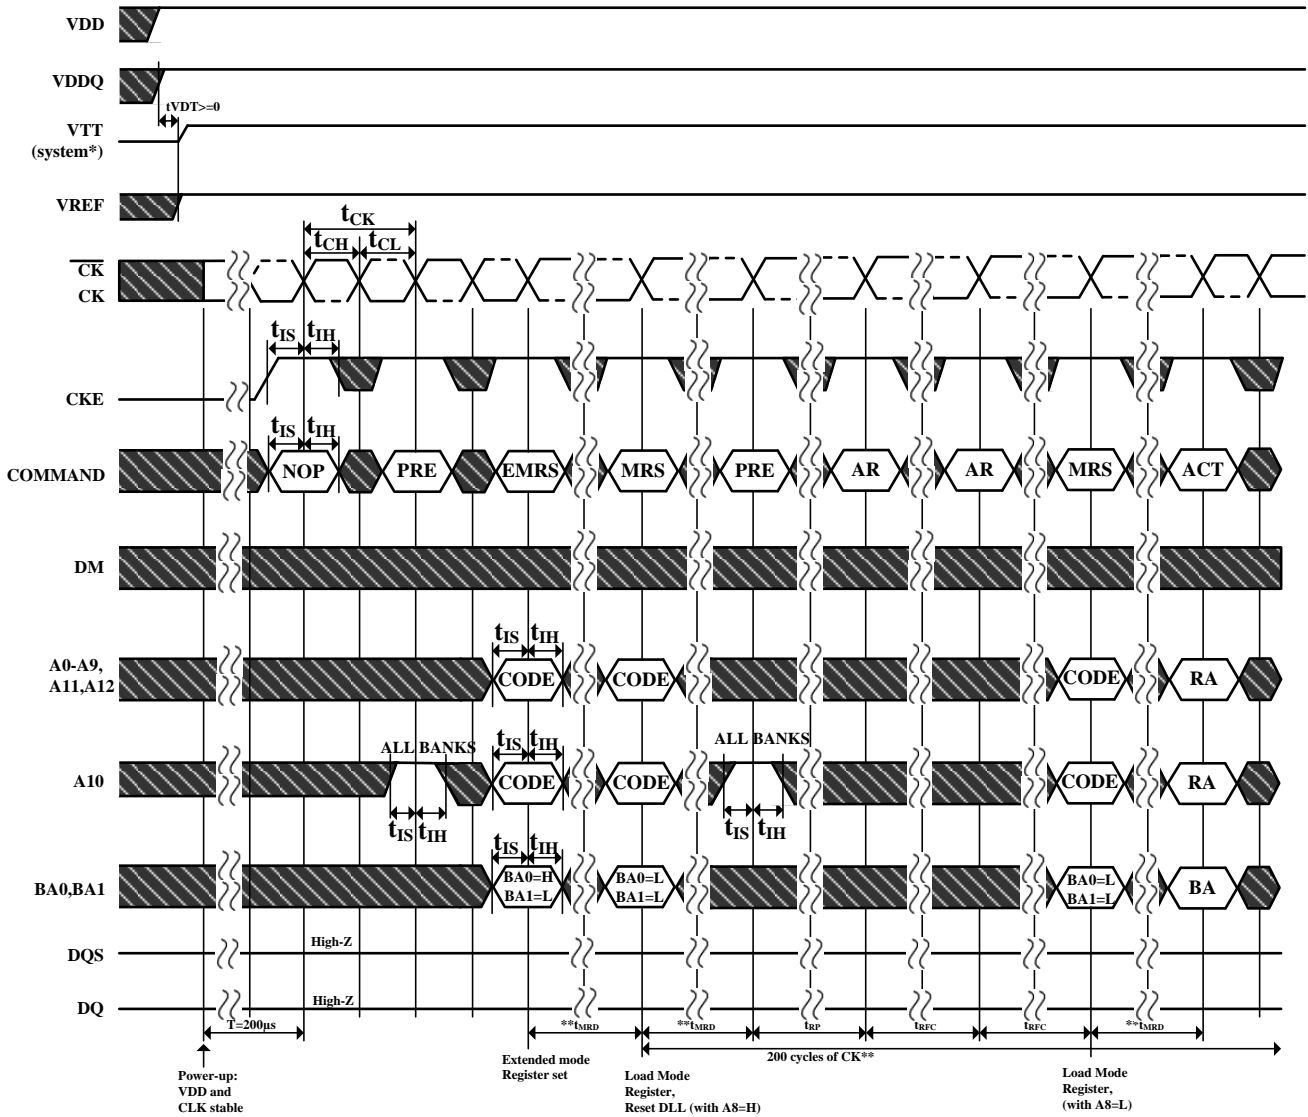 VDD
VDDQ
tVDT>=0
VTT
(system*)
VREF
tCK
tCH tCL
CK
CK
tIS tIH
CKE
tIS tIH
COMMAND NOP PRE EMRS MRS PRE AR AR MRS ACT
DM
tIS tIH
A0-A9,
A11,A12
CODE CODE CODE RA
ALL BANKS tIS tIH ALL BANKS
A10 CODE CODE CODE RA
tIS tIH tIS tIH
tIS tIH
BA0,BA1
BA0=H BA0=L BA0=L
BA1=L BA1=L BA1=L
BA
High-Z
DQS
High-Z
DQ
T=200µs **tMRD **tMRD tRP tRFC tRFC **tMRD
200 cycles of CK**
Power-up:
VDD and
CLK stable
Extended mode
Register set
Load Mode
Register,
Reset DLL (with A8=H)
Load Mode
Register,
(with A8=L)